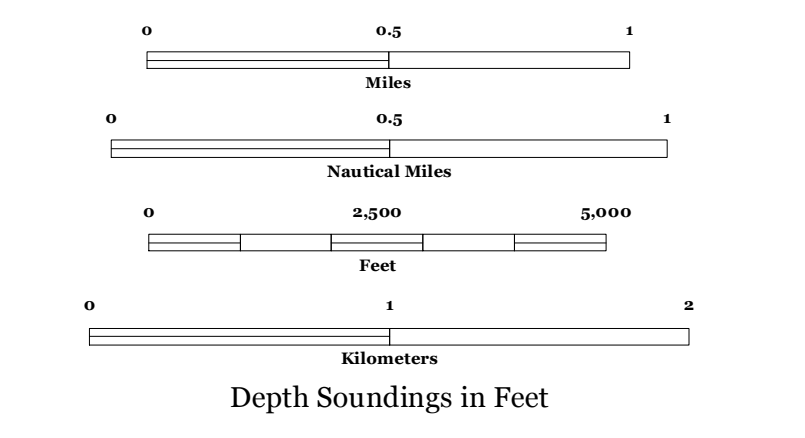 0 0.5 1
Miles
0 0.5 1
Nautical Miles
0 2,500 5,000
Feet
0 1 2
Kilometers
Depth Soundings in Feet